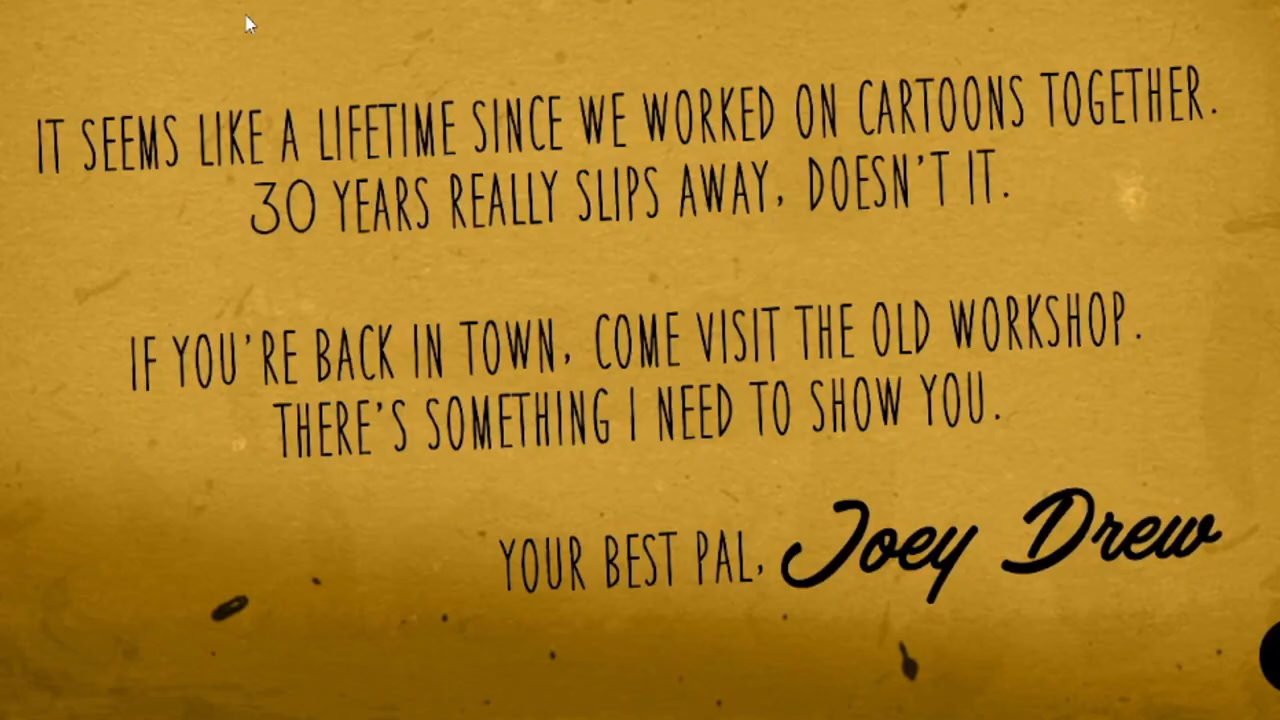 IT SEEMS LIKE A LIFETIME SINCE WE WORKED ON CARTOONS TOGETHER.
30 YEARS REALLY SLIPS AWAY, DOESN'T IT.
IF YOU'RE BACK IN TOWN, COME VISIT THE OLD WORKSHOP.
THERE'S SOMETHING I NEED TO SHOW YOU.
YOUR BEST PAL, Joey Drew